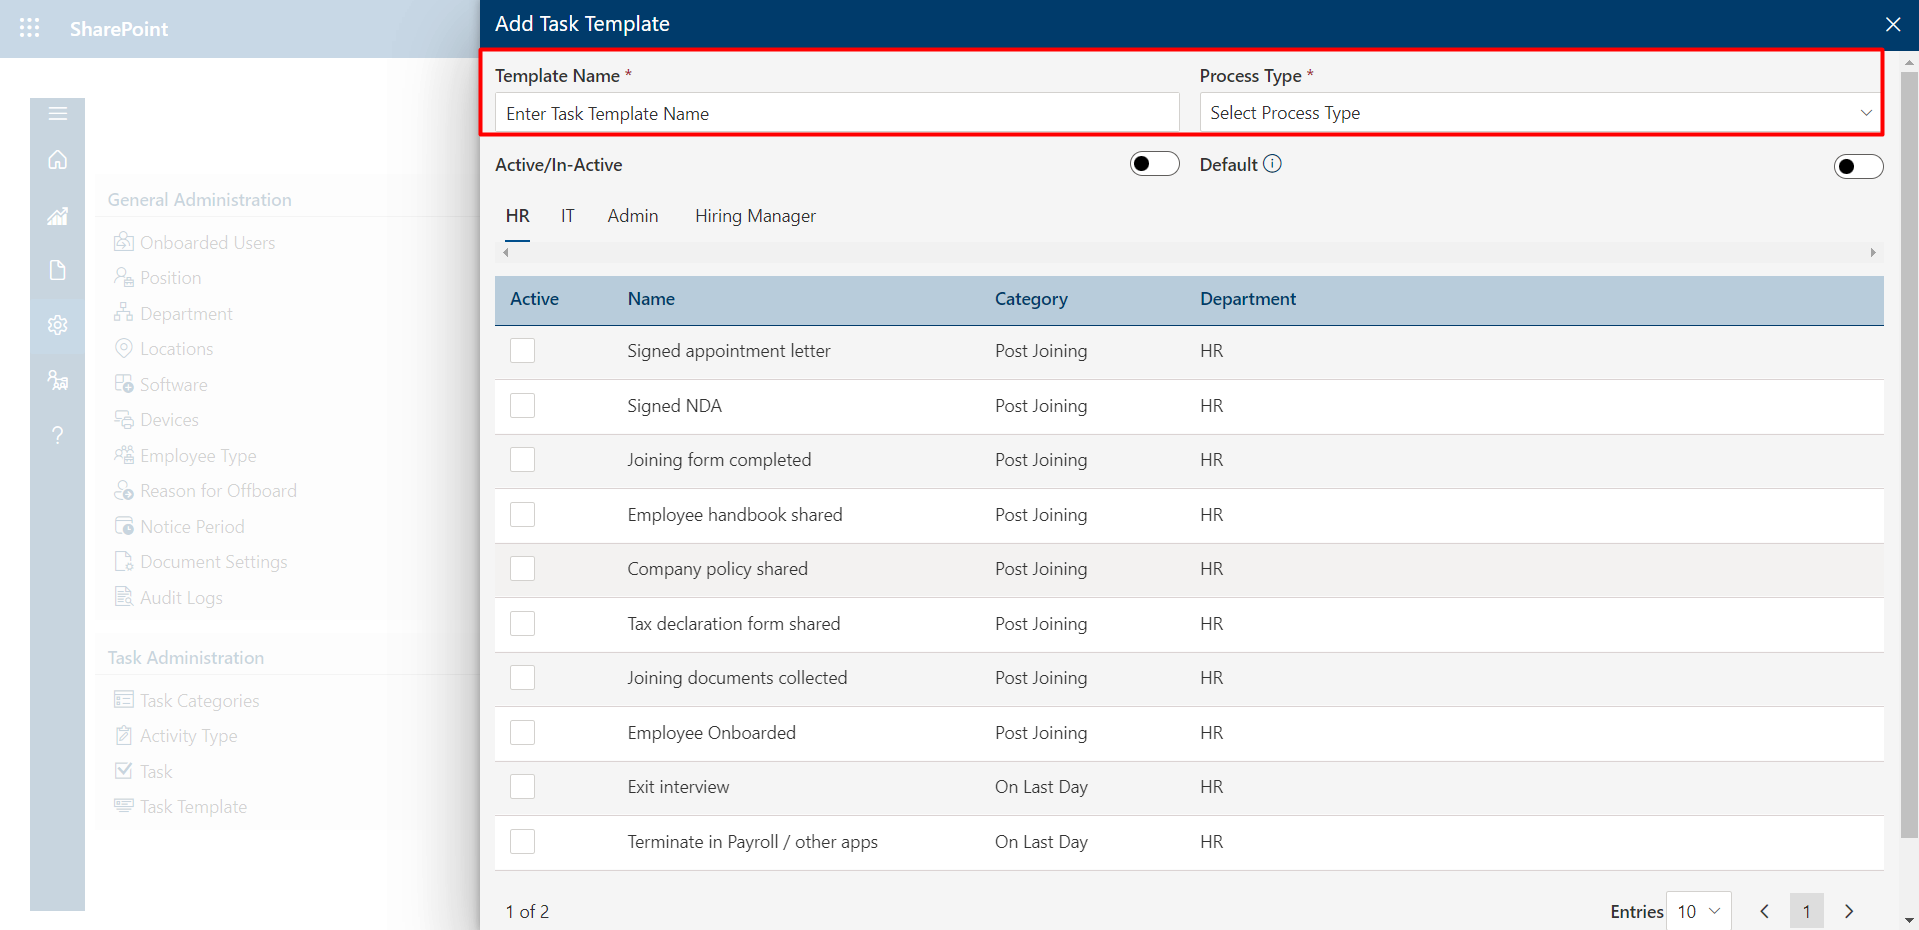 SharePoint
General Administration
Onboarded Users
Position
Department
Locations
Software
Devices
Employee Type
Reason for Offboard
Notice Period
Document Settings
Audit Logs
Task Administration
Task Categories
Activity Type
Task
Task Template
Add Task Template
Template Name * Process Type *
Enter Task Template Name Select Process Type
Active/In-Active Default
HR IT Admin Hiring Manager
Active Name Category Department
Signed appointment letter Post Joining HR
Signed NDA Post Joining HR
Joining form completed Post Joining HR
Employee handbook shared Post Joining HR
Company policy shared Post Joining HR
Tax declaration form shared Post Joining HR
Joining documents collected Post Joining HR
Employee Onboarded Post Joining HR
Exit interview On Last Day HR
Terminate in Payroll / other apps On Last Day HR
1 of 2 Entries 10 1